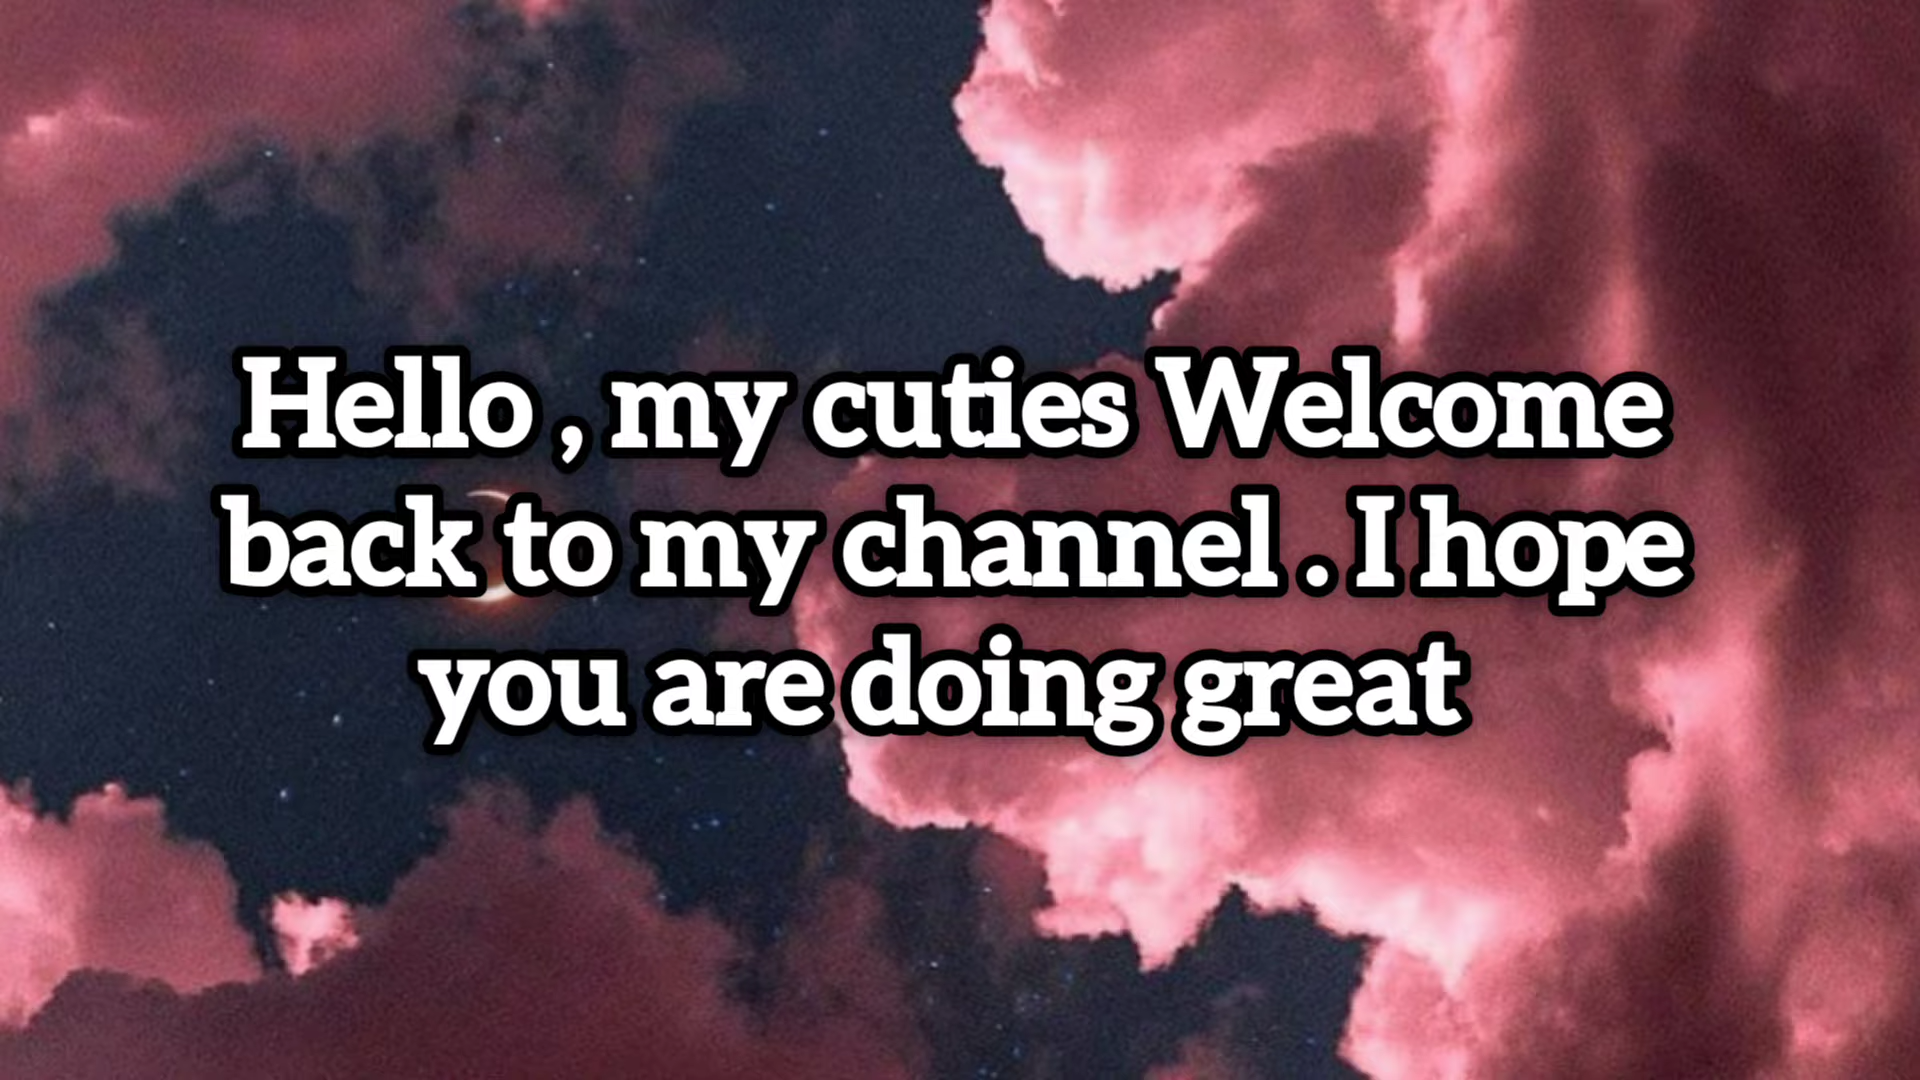 Hello , my cuties Welcome
back to my channel . I hope
you are doing great